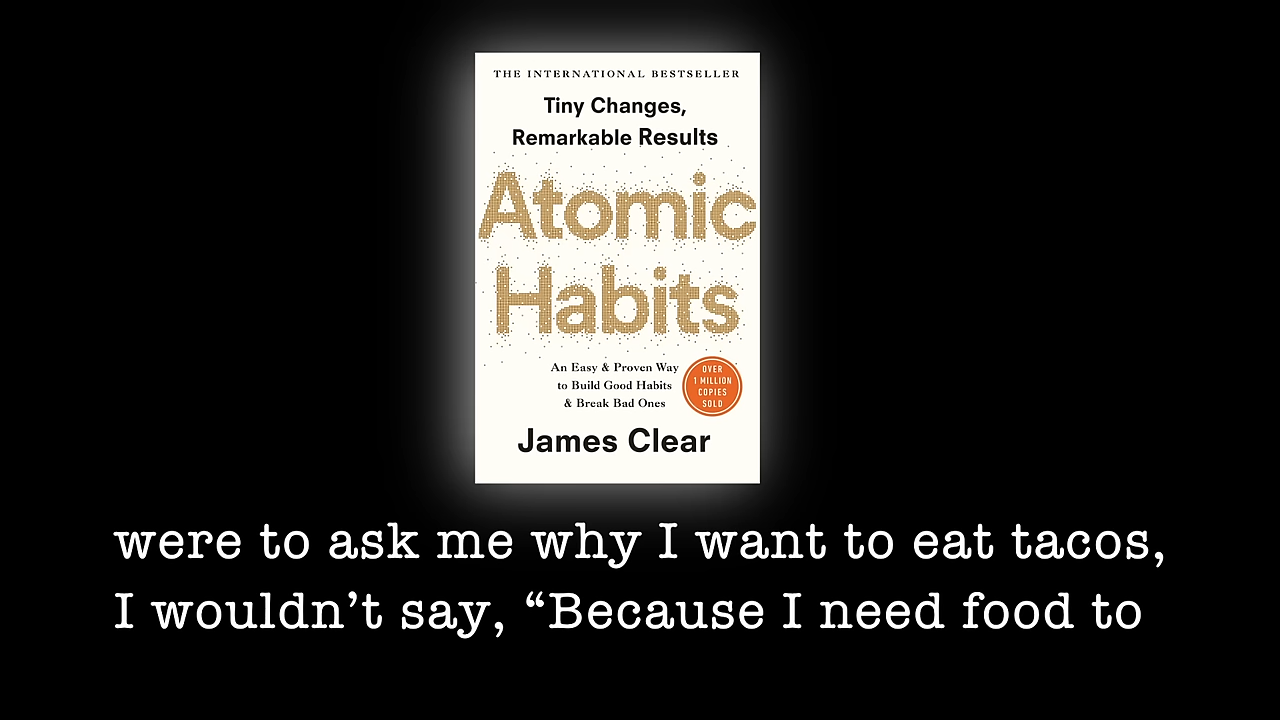 THE INTERNATIONAL BESTSELLER
Tiny Changes,
Remarkable Results
Atomic
Habits
An Easy & Proven Way
to Build Good Habits
& Break Bad Ones
OVER
1 MILLION
COPIES
SOLD
James Clear
were to ask me why I want to eat tacos,
I wouldn’t say, “Because I need food to